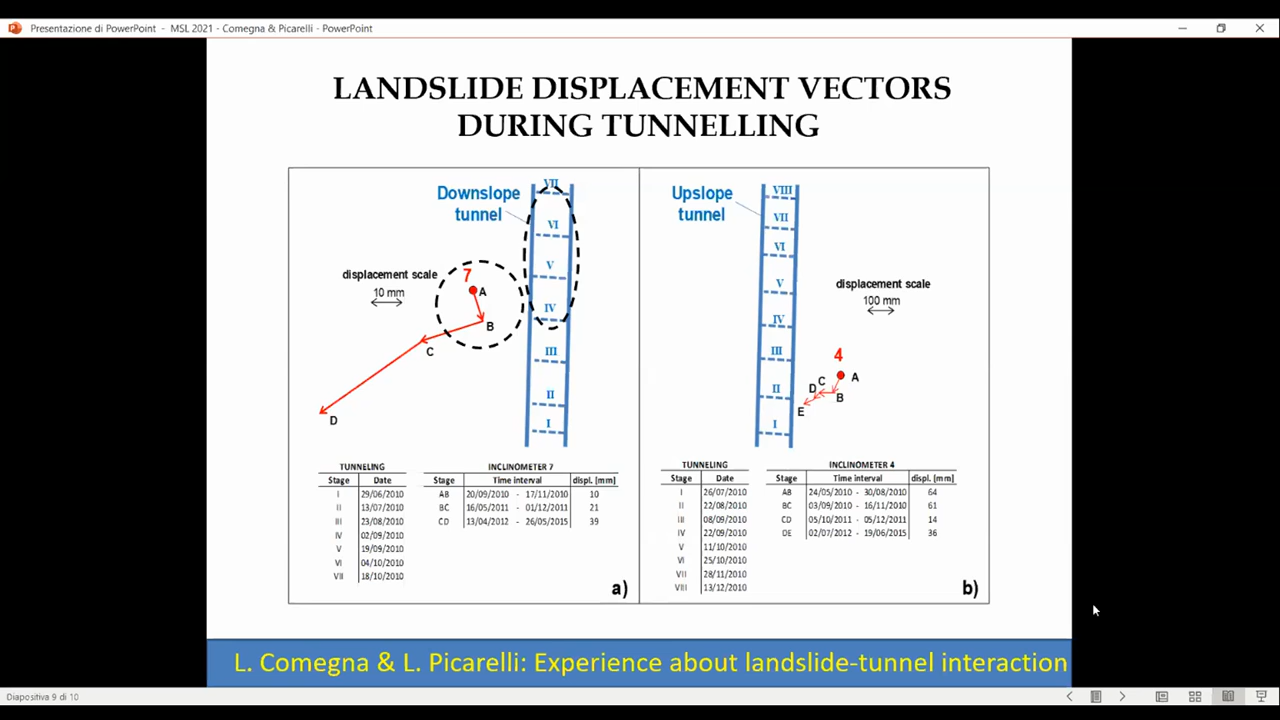 Presentazione di PowerPoint - MSL 2021 - Comegna & Picarelli - PowerPoint
LANDSLIDE DISPLACEMENT VECTORS
DURING TUNNELLING
Downslope
tunnel
VII
VI
V
IV
III
II
I
displacement scale
10 mm
7
A
B
C
D
TUNNELING
Stage Date
I 29/06/2010
II 13/07/2010
III 23/08/2010
IV 02/09/2010
V 19/09/2010
VI 04/10/2010
VII 18/10/2010
INCLINOMETER 7
Stage Time interval displ. [mm]
AB 20/09/2010 - 17/11/2010 10
BC 16/05/2011 - 01/12/2011 21
CD 13/04/2012 - 26/05/2015 39
a)
Upslope
tunnel
VIII
VII
VI
V
IV
III
II
I
displacement scale
100 mm
4
A
B
C
D
E
TUNNELING
Stage Date
I 26/07/2010
II 22/08/2010
III 08/09/2010
IV 22/09/2010
V 11/10/2010
VI 25/10/2010
VII 28/11/2010
VIII 13/12/2010
INCLINOMETER 4
Stage Time interval displ. [mm]
AB 24/05/2010 - 30/08/2010 64
BC 03/09/2010 - 16/11/2010 61
CD 05/10/2011 - 05/12/2011 14
DE 02/07/2012 - 19/06/2015 36
b)
L. Comegna & L. Picarelli: Experience about landslide-tunnel interaction
Diapositiva 9 di 10